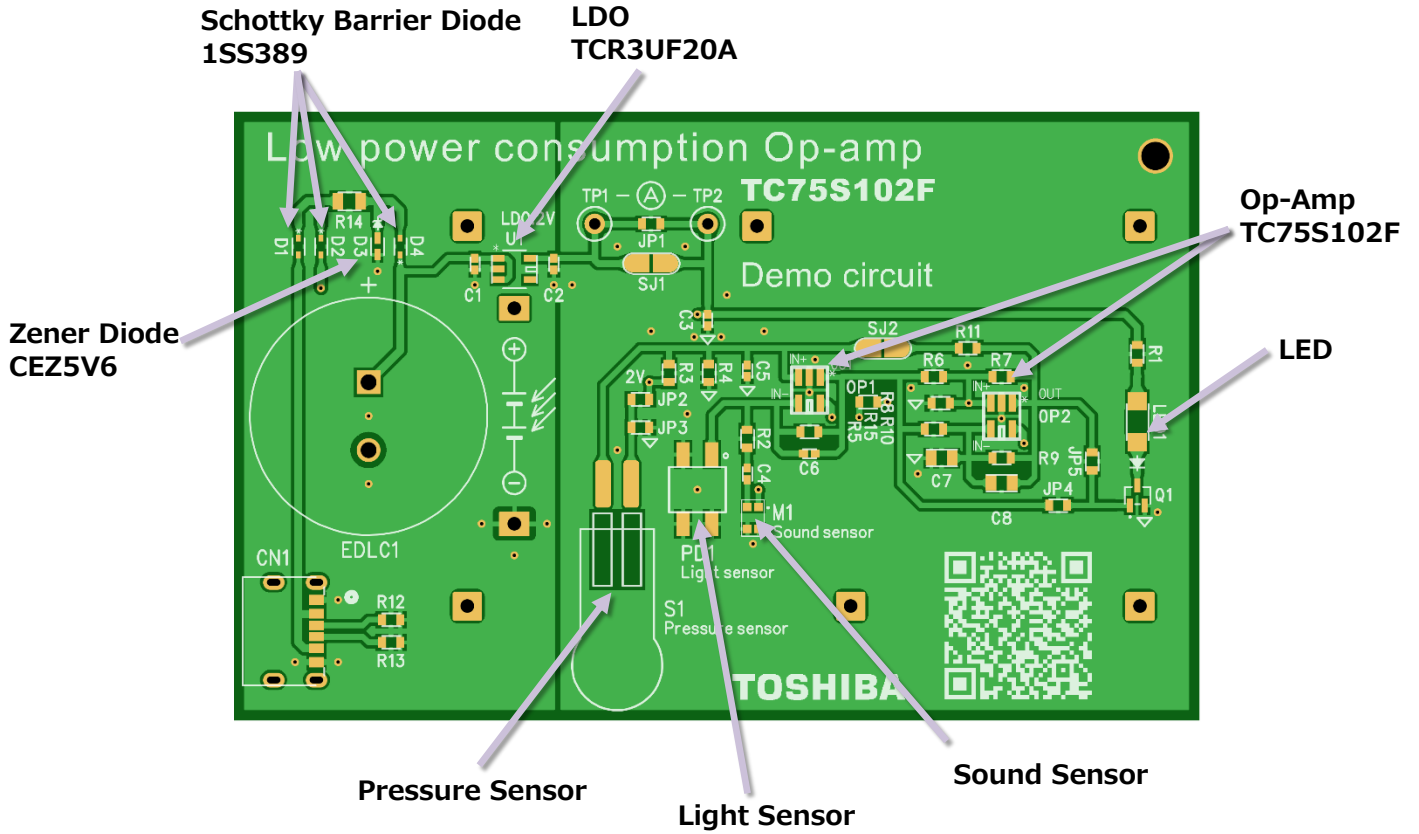 Schottky Barrier Diode
1SS389
LDO
TCR3UF20A
Low power consumption Op-amp
TC75S102F
TP1
A
TP2
JP1
SJ1
LDO 2V
U1
R14
D1
D2
D3
D4
+
C1
C2
Op-Amp
TC75S102F
Demo circuit
Zener Diode
CEZ5V6
C3
SJ2
R11
R1
LED
2V
R3
R4
C5
IN+
IN-
OP1
R6
R7
IN+
OUT
OP2
IN-
JP2
JP3
R8
R10
R15
R5
R2
C6
C4
C7
R9
JP5
JP4
Q1
C8
EDLC1
M1
Sound sensor
PD1
Light sensor
CN1
R12
R13
S1
Pressure sensor
TOSHIBA
Pressure Sensor
Light Sensor
Sound Sensor